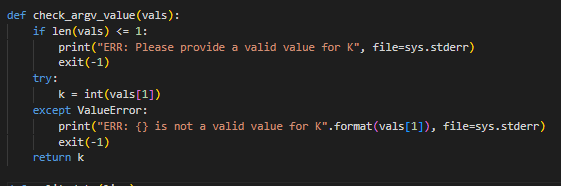 def check_argv_value(vals):
    if len(vals) <= 1:
        print("ERR: Please provide a valid value for K", file=sys.stderr)
        exit(-1)
    try:
        k = int(vals[1])
    except ValueError:
        print("ERR: {} is not a valid value for K".format(vals[1]), file=sys.stderr)
        exit(-1)
    return k